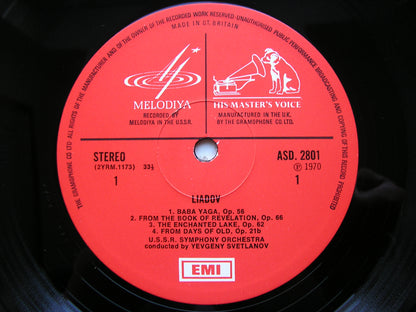 OF THE RECORDED WORK RESERVED-UNAUTHORISED PUBLIC PERFORMANCE BROADCASTING AND COPYING OF THIS RECORD PROHIBITED
THE GRAMOPHONE CO. LTD. ALL RIGHTS OF THE MANUFACTURER AND OF THE OWNER
MADE IN GT. BRITAIN
MELODIYA
RECORDED BY
MELODIYA IN THE U.S.S.R.
HIS MASTER'S VOICE
MANUFACTURED IN THE U.K.
BY THE GRAMOPHONE CO LTD.
STEREO
(2YRM.1173) 33⅓
1
ASD. 2801
Ⓟ 1970
1
LIADOV
1. BABA YAGA, Op. 56
2. FROM THE BOOK OF REVELATION, Op. 66
3. THE ENCHANTED LAKE, Op. 62
4. FROM DAYS OF OLD, Op. 21b
U.S.S.R. SYMPHONY ORCHESTRA
conducted by YEVGENY SVETLANOV
EMI